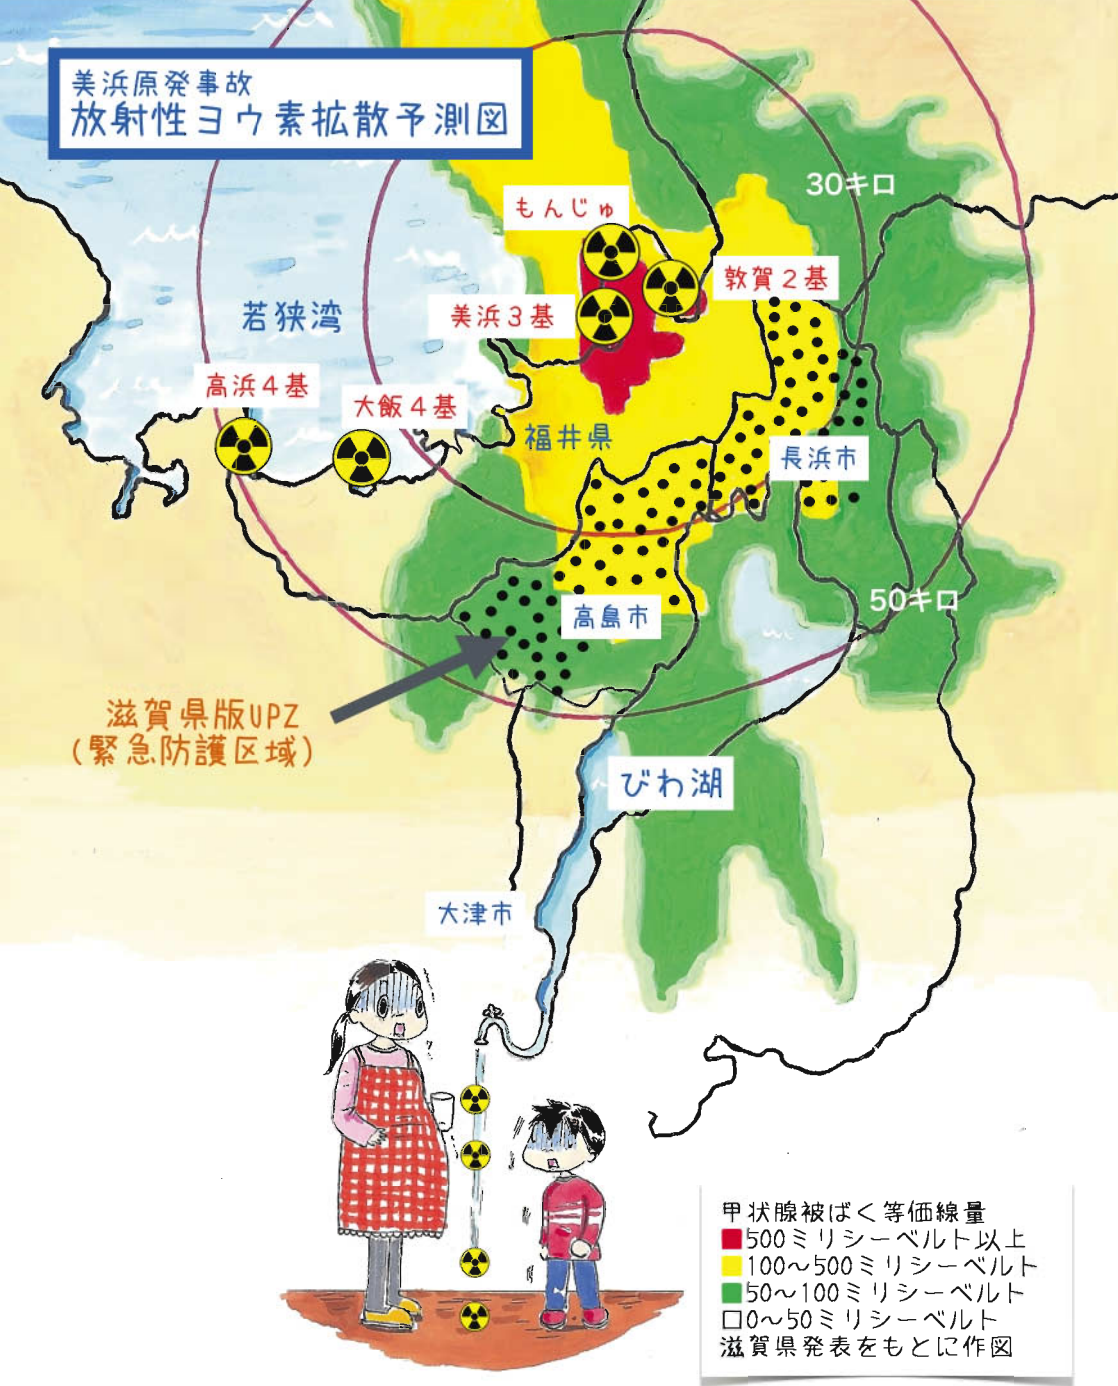 美浜原発事故
放射性ヨウ素拡散予測図
30キロ
もんじゅ
敦賀２基
美浜３基
若狭湾
高浜４基
大飯４基
福井県
長浜市
50キロ
高島市
滋賀県版UPZ
(緊急防護区域)
びわ湖
大津市
甲状腺被ばく等価線量
■500ミリシーベルト以上
■100〜500ミリシーベルト
■50〜100ミリシーベルト
□0〜50ミリシーベルト
滋賀県発表をもとに作図